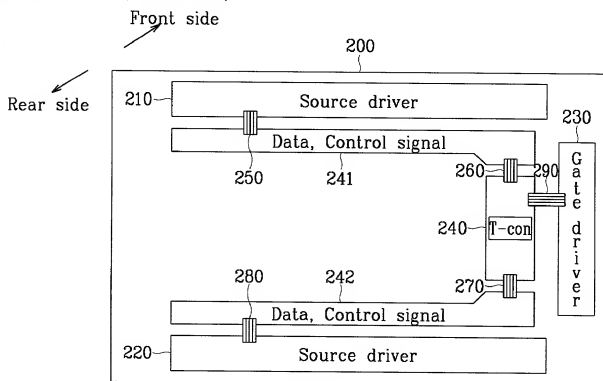 Front side
200
Rear side
210
Source driver
230
Data, Control signal
250
241
260
290
Gate driver
240
T-con
280
242
270
Data, Control signal
220
Source driver